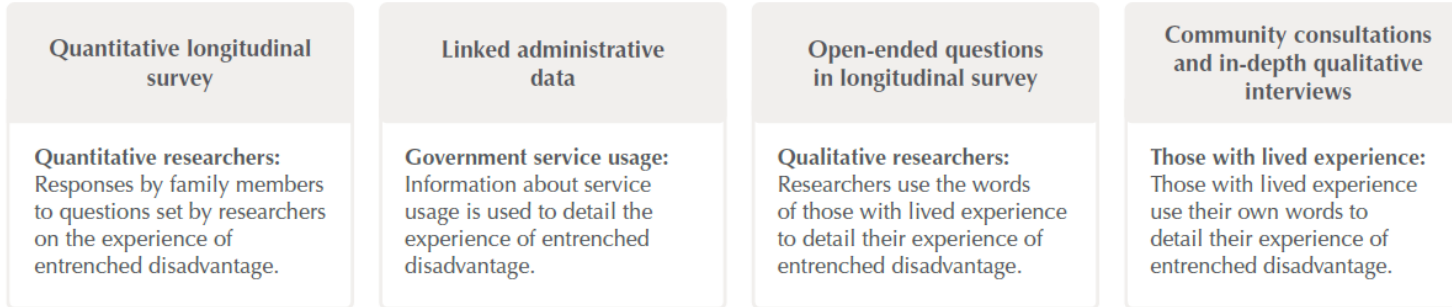 Quantitative longitudinal
survey
Quantitative researchers:
Responses by family members
to questions set by researchers
on the experience of
entrenched disadvantage.
Linked administrative
data
Government service usage:
Information about service
usage is used to detail the
experience of entrenched
disadvantage.
Open-ended questions
in longitudinal survey
Qualitative researchers:
Researchers use the words
of those with lived experience
to detail their experience of
entrenched disadvantage.
Community consultations
and in-depth qualitative
interviews
Those with lived experience:
Those with lived experience
use their own words to
detail their experience of
entrenched disadvantage.